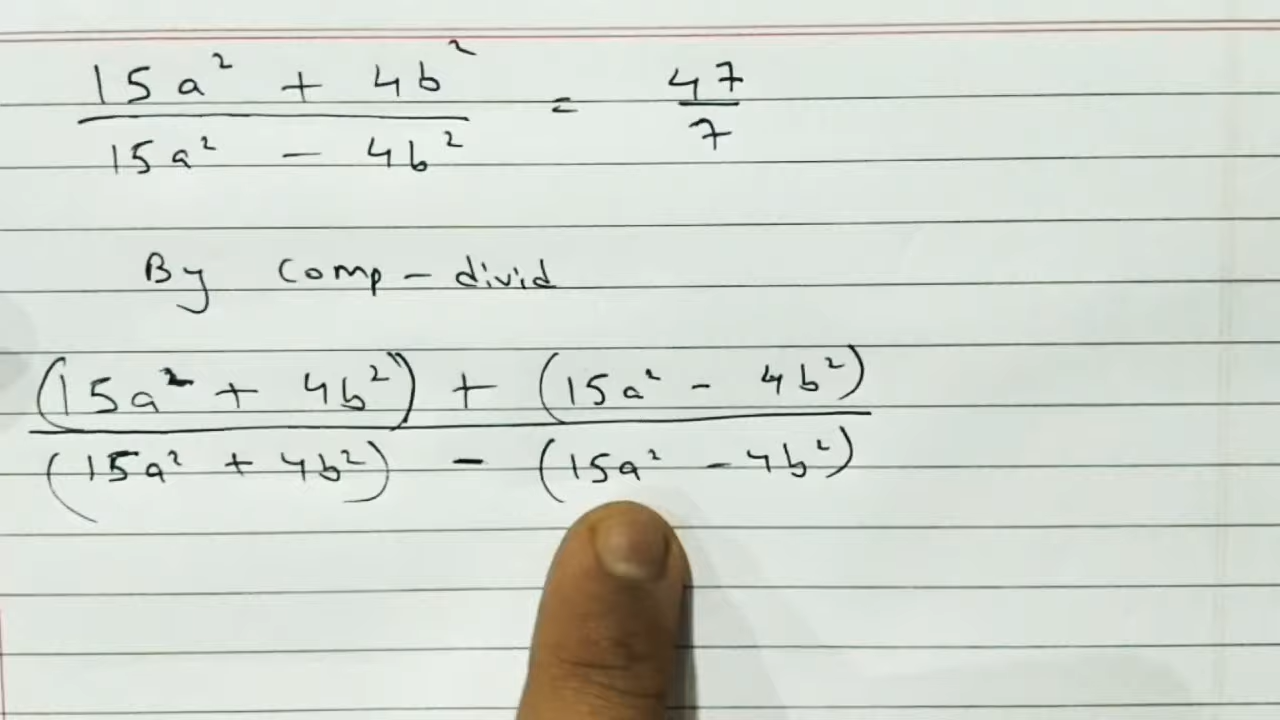 15a² + 4b² / 15a² - 4b² = 47/7
By comp - divid
(15a² + 4b²) + (15a² - 4b²) / (15a² + 4b²) - (15a² - 4b²)